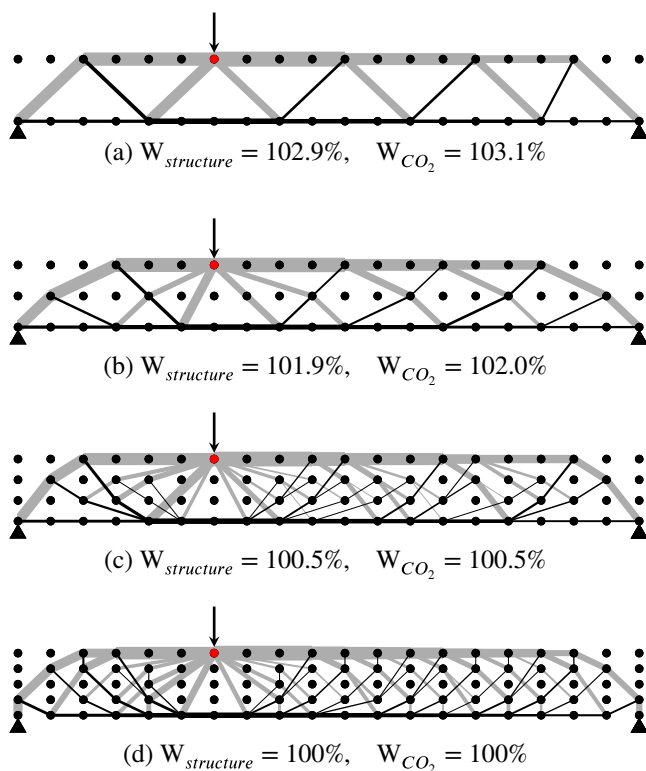 (a) W_structure = 102.9%, W_CO₂ = 103.1%
(b) W_structure = 101.9%, W_CO₂ = 102.0%
(c) W_structure = 100.5%, W_CO₂ = 100.5%
(d) W_structure = 100%, W_CO₂ = 100%